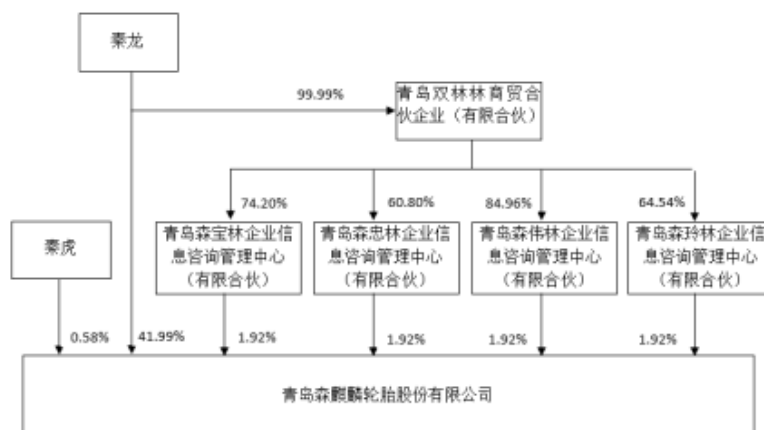 秦龙
99.99%
青岛双林林商贸合
伙企业（有限合伙）
74.20%
60.80%
84.96%
64.54%
秦虎
青岛森宝林企业信
息咨询管理中心
（有限合伙）
青岛森忠林企业信
息咨询管理中心
（有限合伙）
青岛森伟林企业信
息咨询管理中心
（有限合伙）
青岛森玲林企业信
息咨询管理中心
（有限合伙）
0.58%
41.99%
1.92%
1.92%
1.92%
1.92%
青岛森麒麟轮胎股份有限公司